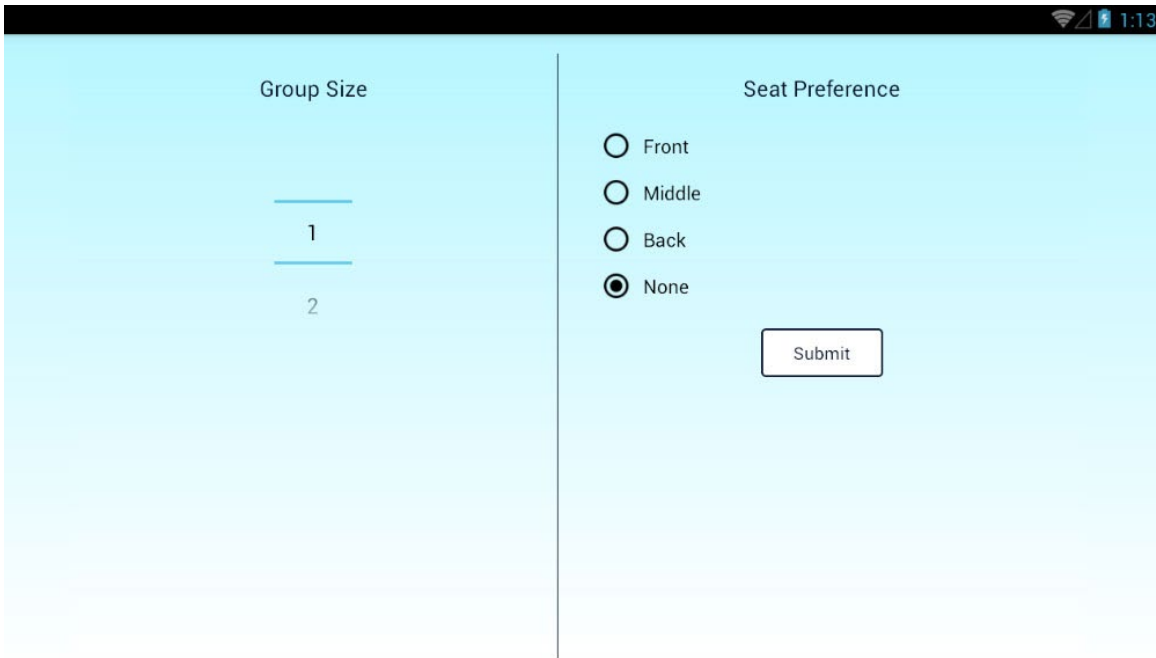 1:13
Group Size
1
2
Seat Preference
Front
Middle
Back
None
Submit